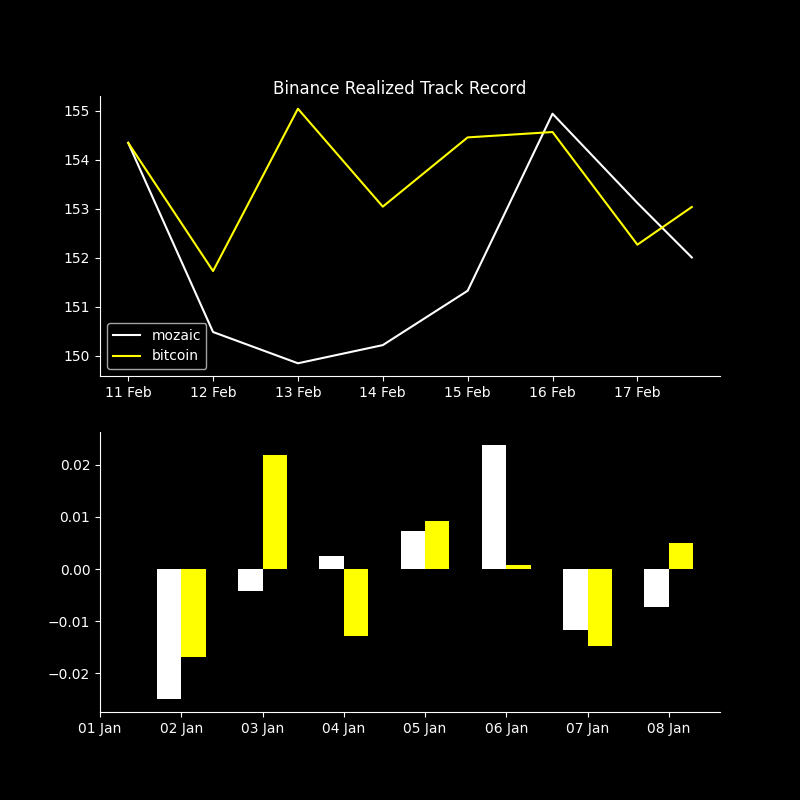 Binance Realized Track Record
155
154
153
152
151
150
mozaic
bitcoin
11 Feb 12 Feb 13 Feb 14 Feb 15 Feb 16 Feb 17 Feb
0.02
0.01
0.00
−0.01
−0.02
01 Jan 02 Jan 03 Jan 04 Jan 05 Jan 06 Jan 07 Jan 08 Jan